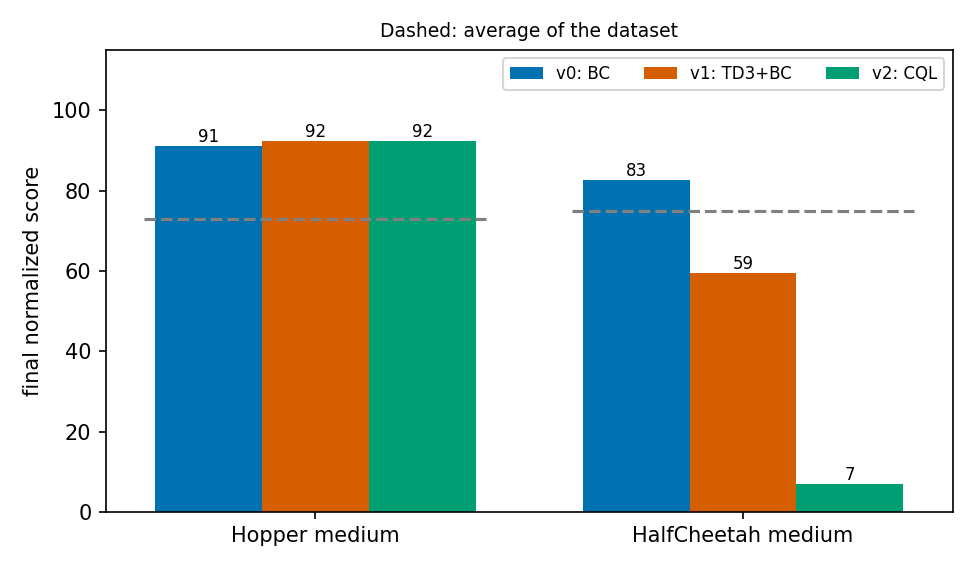 Dashed: average of the dataset
v0: BC v1: TD3+BC v2: CQL
final normalized score
100
80
60
40
20
0
91 92 92
83 59 7
Hopper medium HalfCheetah medium